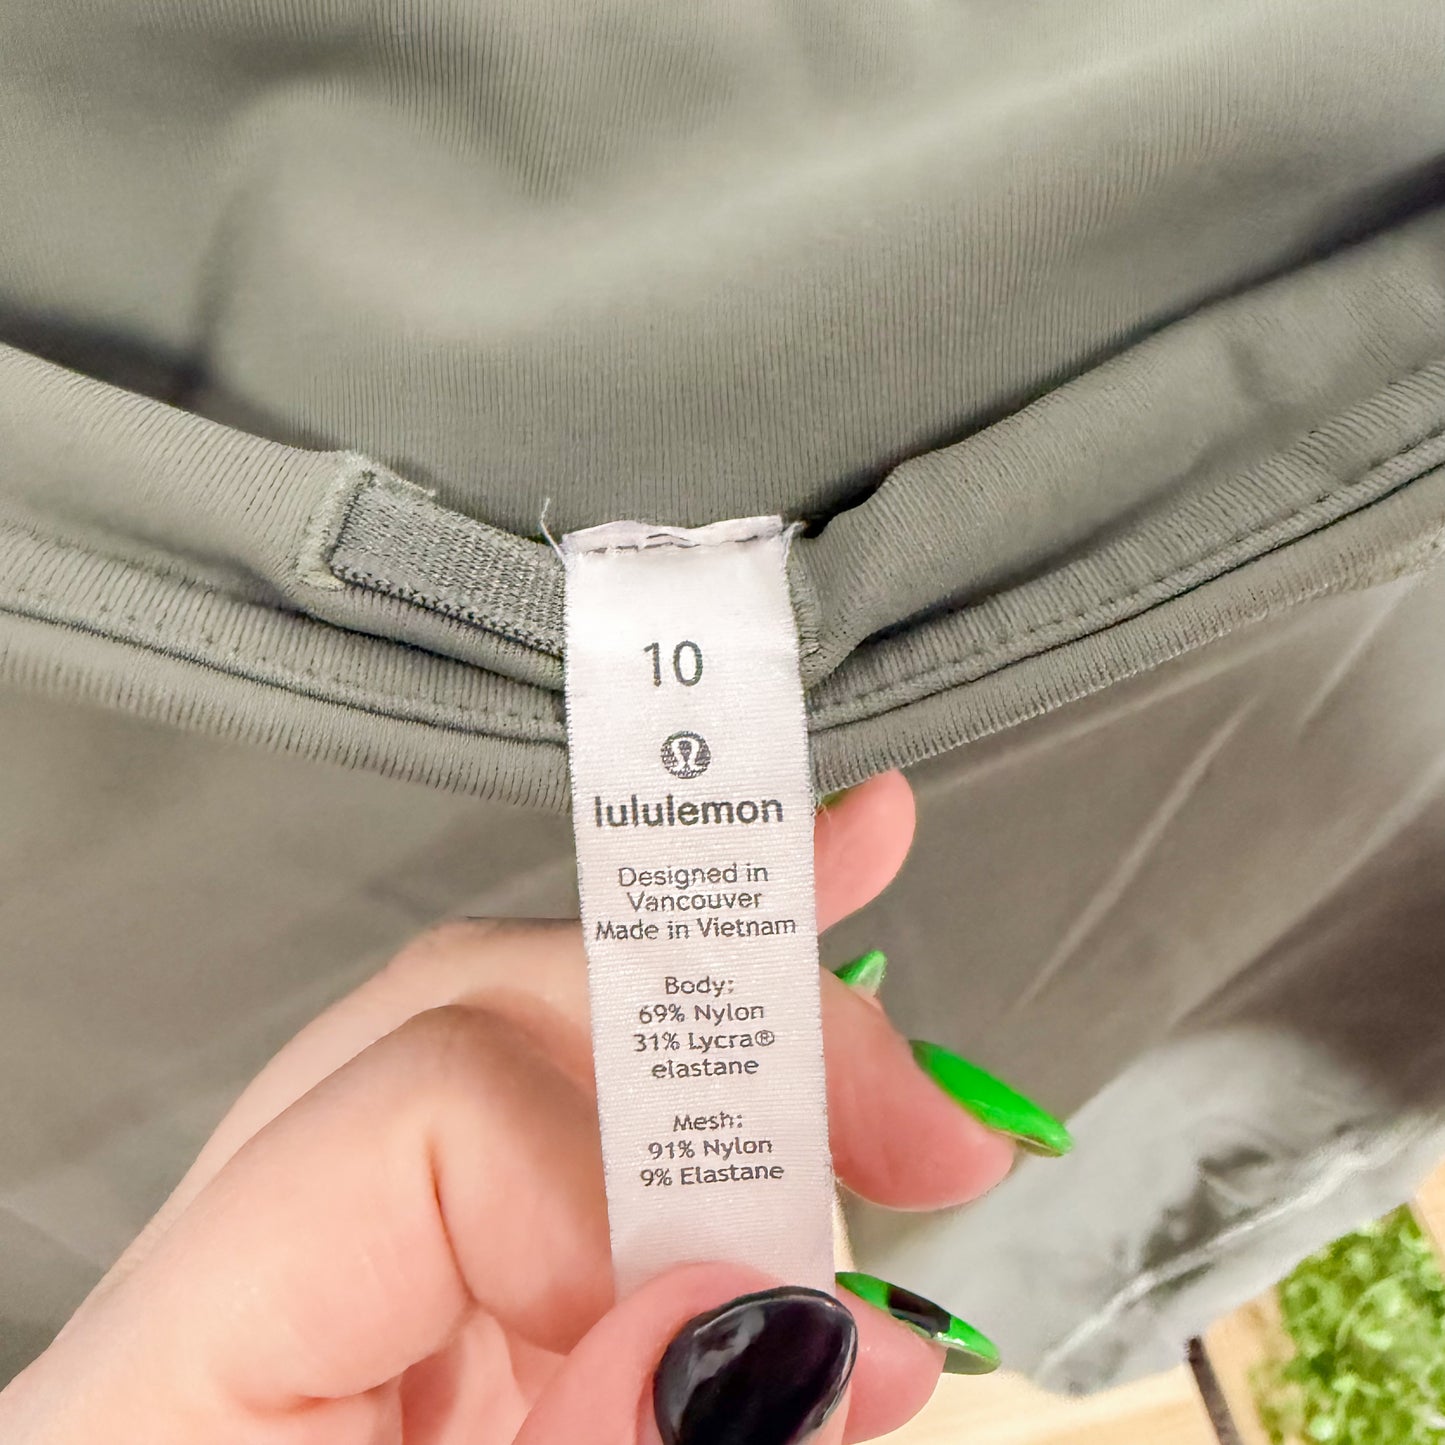 10
lululemon
Designed in
Vancouver
Made in Vietnam
Body:
69% Nylon
31% Lycra®
elastane
Mesh:
91% Nylon
9% Elastane